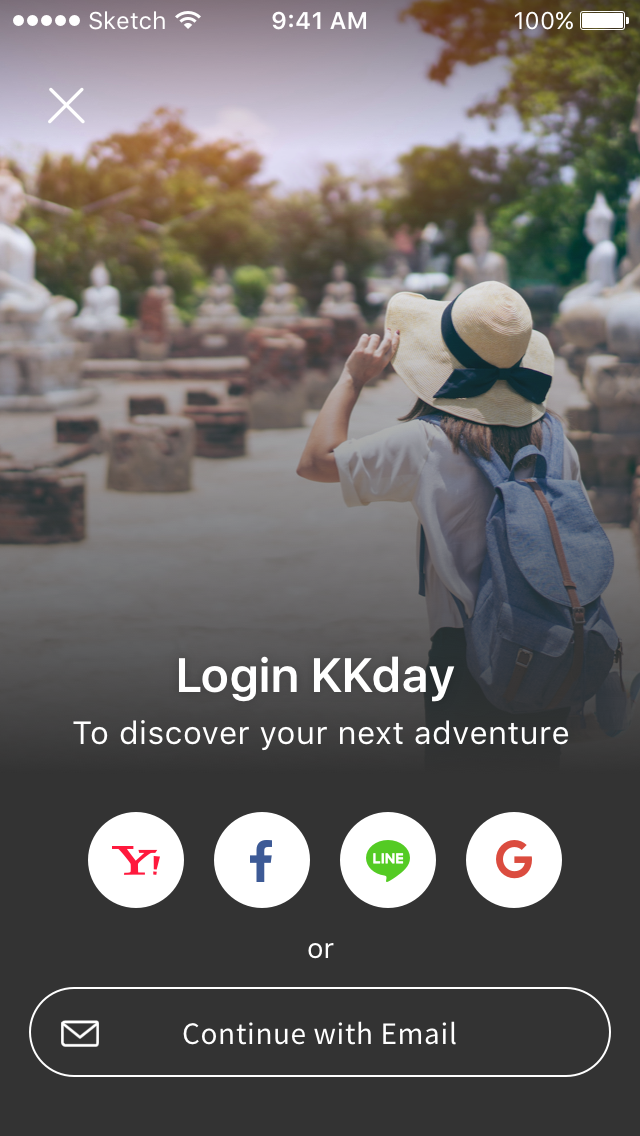 Sketch 9:41 AM 100%
Login KKday
To discover your next adventure
Y! f LINE G
or
Continue with Email